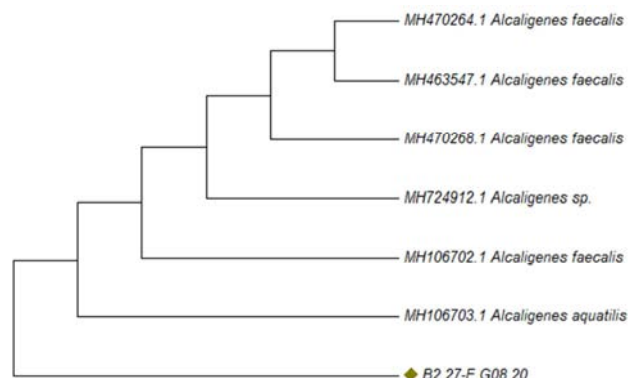 MH470264.1 Alcaligenes faecalis
MH463547.1 Alcaligenes faecalis
MH470268.1 Alcaligenes faecalis
MH724912.1 Alcaligenes sp.
MH106702.1 Alcaligenes faecalis
MH106703.1 Alcaligenes aquatilis
B2 27-F G08 20